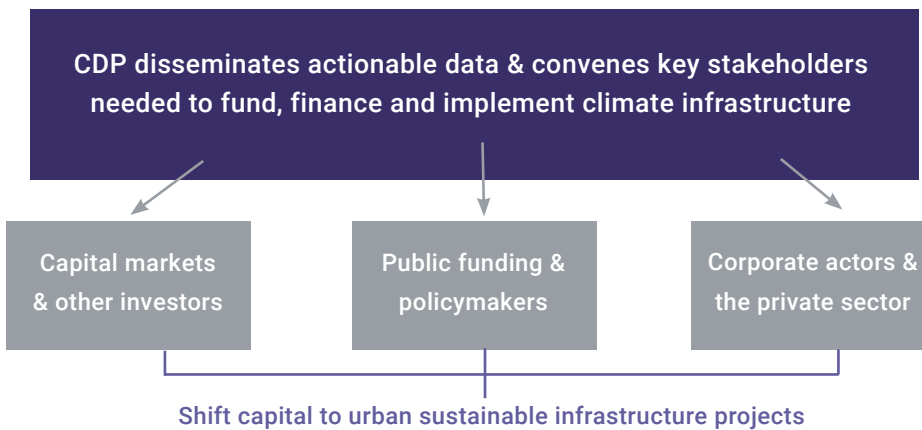 CDP disseminates actionable data & convenes key stakeholders
needed to fund, finance and implement climate infrastructure
Capital markets
& other investors
Public funding &
policymakers
Corporate actors &
the private sector
Shift capital to urban sustainable infrastructure projects